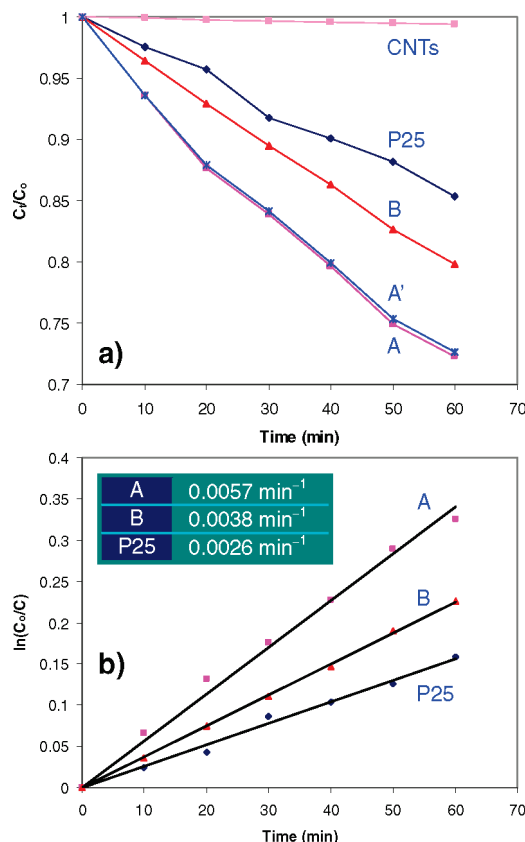 1
0.95
0.9
0.85
0.8
0.75
0.7
Cₜ/Cₒ
CNTs
P25
B
A'
A
a)
0 10 20 30 40 50 60 70
Time (min)
0.4
0.35
0.3
0.25
0.2
0.15
0.1
0.05
0
ln(Cₒ/C)
A 0.0057 min⁻¹
B 0.0038 min⁻¹
P25 0.0026 min⁻¹
A
B
P25
b)
0 10 20 30 40 50 60 70
Time (min)